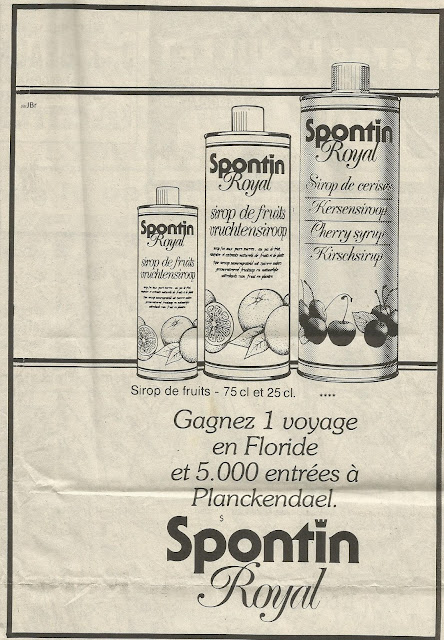 JBr
Spontin
Royal
sirop de fruits
vruchtensiroop
Spontin
Royal
sirop de fruits
vruchtensiroop
Spontin
Royal
Sirop de cerises
Kersensiroop
Cherry syrup
Kirschsirup
Sirop de fruits - 75 cl et 25 cl.
....
Gagnez 1 voyage
en Floride
et 5.000 entrées à
Planckendael.
Spontin
Royal